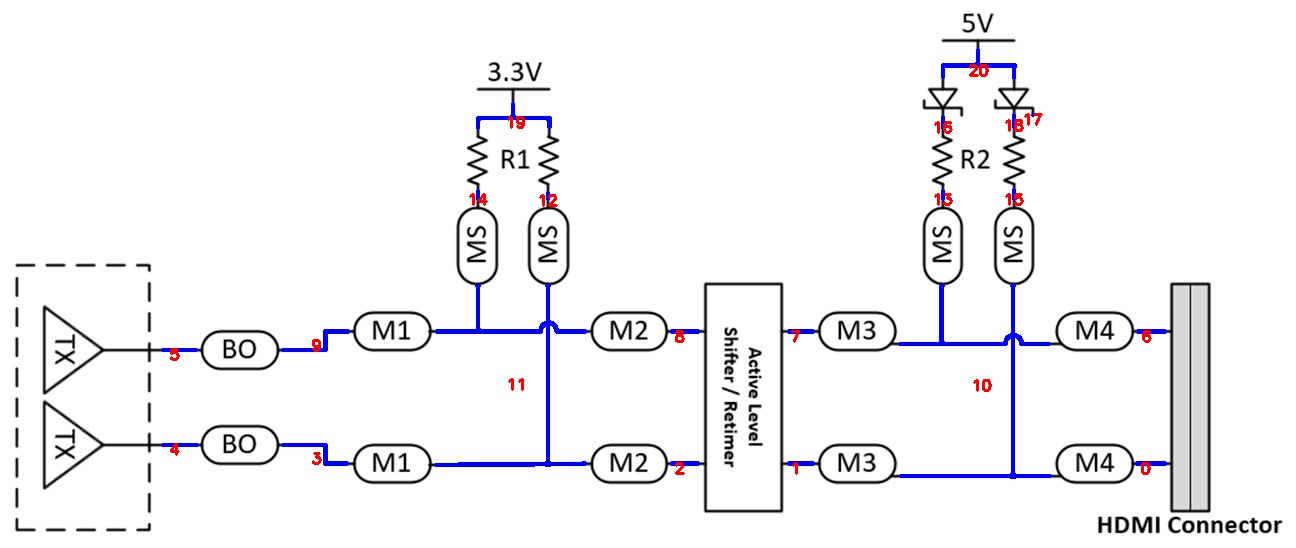 5V
20
3.3V
19
16 18 17
R1 R2
14 12 13 15
MS MS MS MS
TX 5 BO 9 M1 M2 8 7 M3 M4 6
Active Level
Shifter / Retimer
11 10
TX 4 BO 3 M1 M2 2 1 M3 M4 0
HDMI Connector